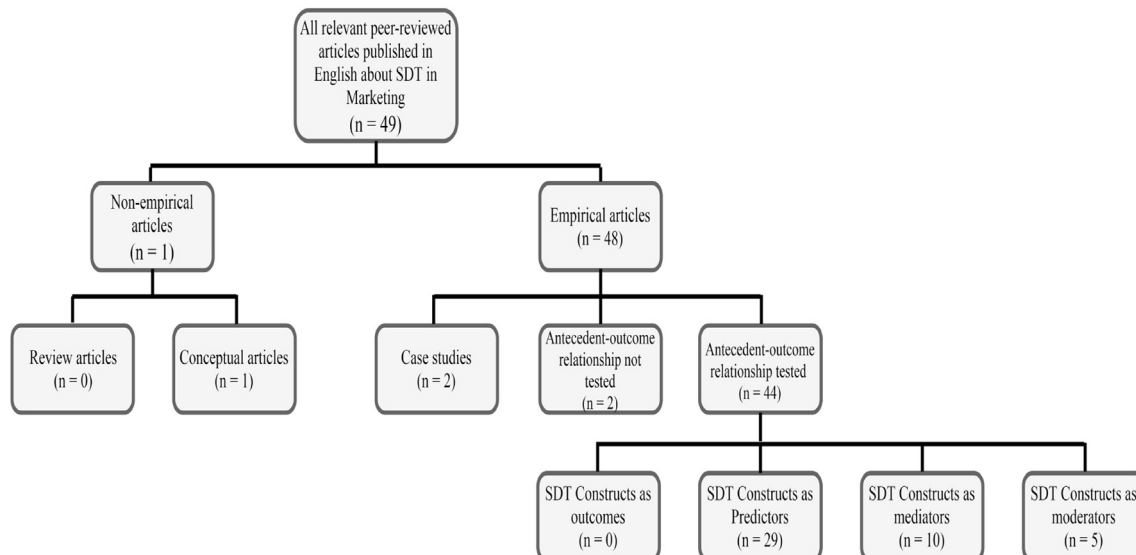 All relevant peer-reviewed
articles published in
English about SDT in
Marketing
(n = 49)
Non-empirical
articles
(n = 1)
Empirical articles
(n = 48)
Review articles
(n = 0)
Conceptual articles
(n = 1)
Case studies
(n = 2)
Antecedent-outcome
relationship not
tested
(n = 2)
Antecedent-outcome
relationship tested
(n = 44)
SDT Constructs as
outcomes
(n = 0)
SDT Constructs as
Predictors
(n = 29)
SDT Constructs as
mediators
(n = 10)
SDT Constructs as
moderators
(n = 5)